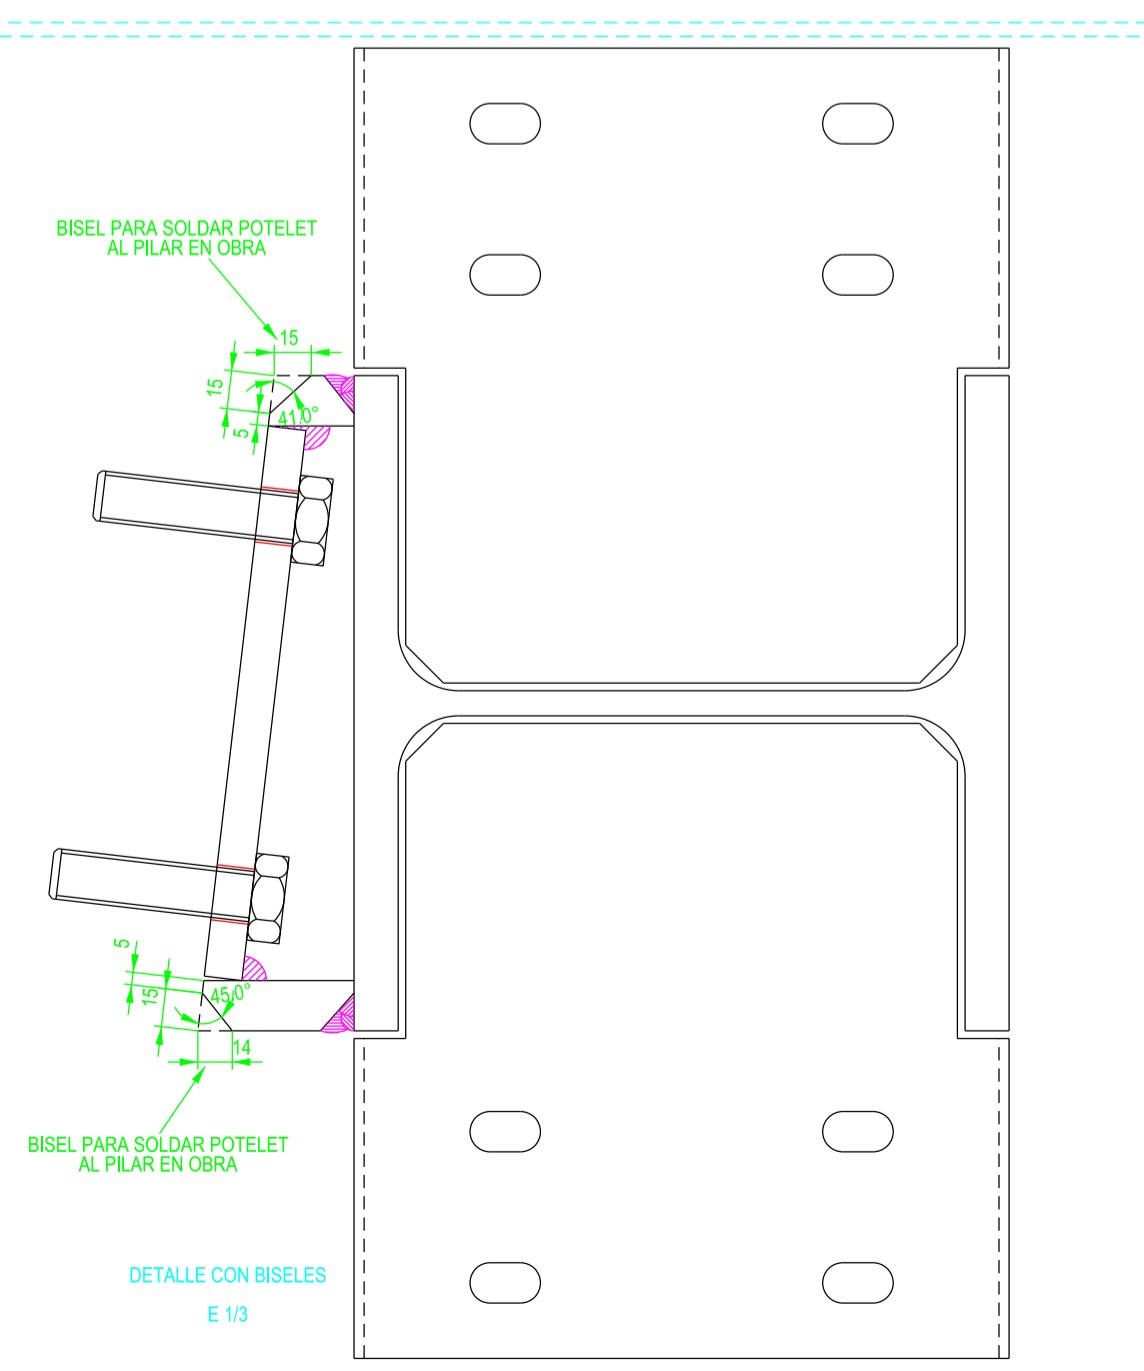 BISEL PARA SOLDAR POTELET
AL PILAR EN OBRA
15
15
41.0°
5
5
15
45.0°
14
BISEL PARA SOLDAR POTELET
AL PILAR EN OBRA
DETALLE CON BISELES
E 1/3